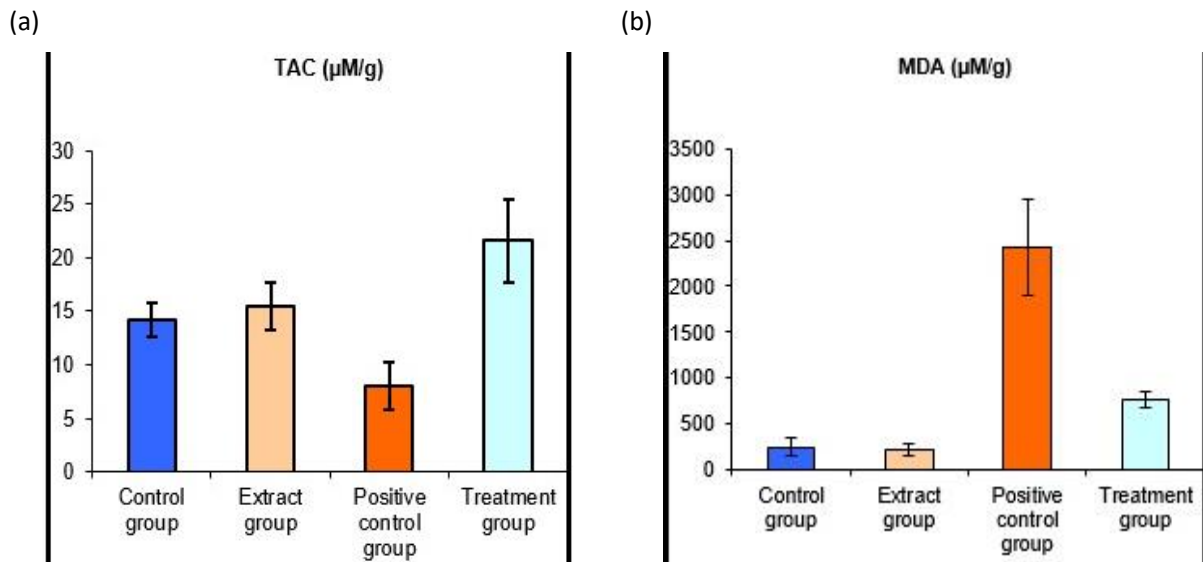 (a)
TAC (µM/g)
30
25
20
15
10
5
0
Control
group
Extract
group
Positive
control
group
Treatment
group
(b)
MDA (µM/g)
3500
3000
2500
2000
1500
1000
500
0
Control
group
Extract
group
Positive
control
group
Treatment
group